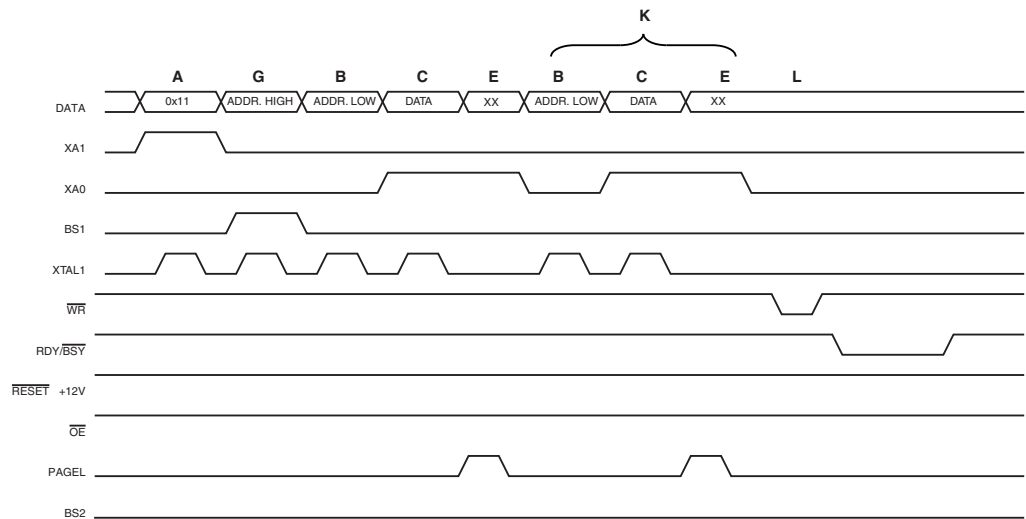 K
A G B C E B C E L
DATA 0x11 ADDR. HIGH ADDR. LOW DATA XX ADDR. LOW DATA XX
XA1
XA0
BS1
XTAL1
WR
RDY/BSY
RESET +12V
OE
PAGEL
BS2